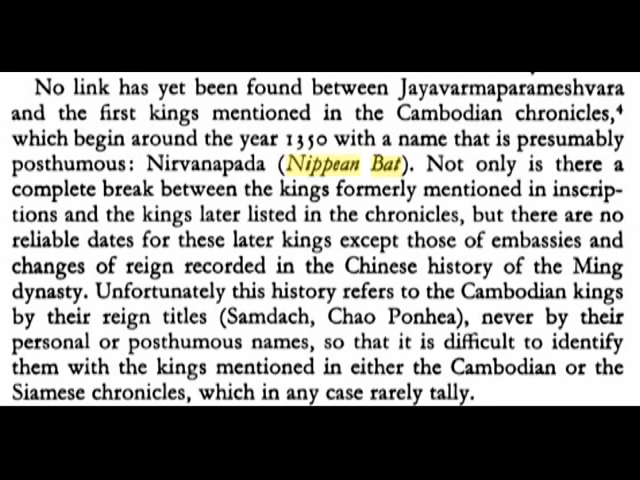 No link has yet been found between Jayavarmaparameshvara
and the first kings mentioned in the Cambodian chronicles,⁴
which begin around the year 1350 with a name that is presumably
posthumous: Nirvanapada (Nippean Bat). Not only is there a
complete break between the kings formerly mentioned in inscrip-
tions and the kings later listed in the chronicles, but there are no
reliable dates for these later kings except those of embassies and
changes of reign recorded in the Chinese history of the Ming
dynasty. Unfortunately this history refers to the Cambodian kings
by their reign titles (Samdach, Chao Ponhea), never by their
personal or posthumous names, so that it is difficult to identify
them with the kings mentioned in either the Cambodian or the
Siamese chronicles, which in any case rarely tally.